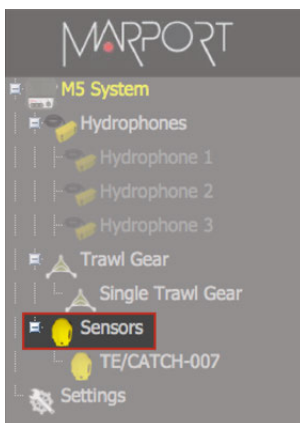 MARPORT
M5 System
Hydrophones
Hydrophone 1
Hydrophone 2
Hydrophone 3
Trawl Gear
Single Trawl Gear
Sensors
TE/CATCH-007
Settings